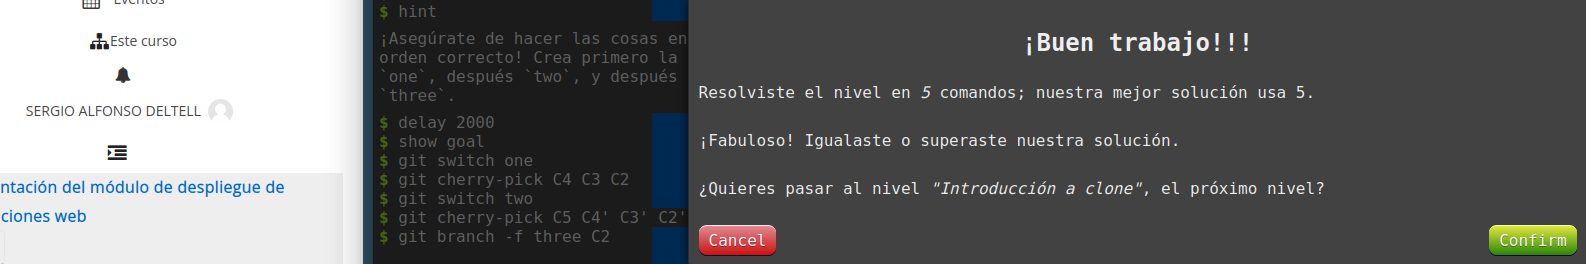 Eventos
Este curso
SERGIO ALFONSO DELTELL
ntación del módulo de despliegue de
ciones web
$ hint
¡Asegúrate de hacer las cosas en
orden correcto! Crea primero la
`one`, después `two`, y después
`three`.
$ delay 2000
$ show goal
$ git switch one
$ git cherry-pick C4 C3 C2
$ git switch two
$ git cherry-pick C5 C4' C3' C2'
$ git branch -f three C2
¡Buen trabajo!!!
Resolviste el nivel en 5 comandos; nuestra mejor solución usa 5.
¡Fabuloso! Igualaste o superaste nuestra solución.
¿Quieres pasar al nivel "Introducción a clone", el próximo nivel?
Cancel
Confirm